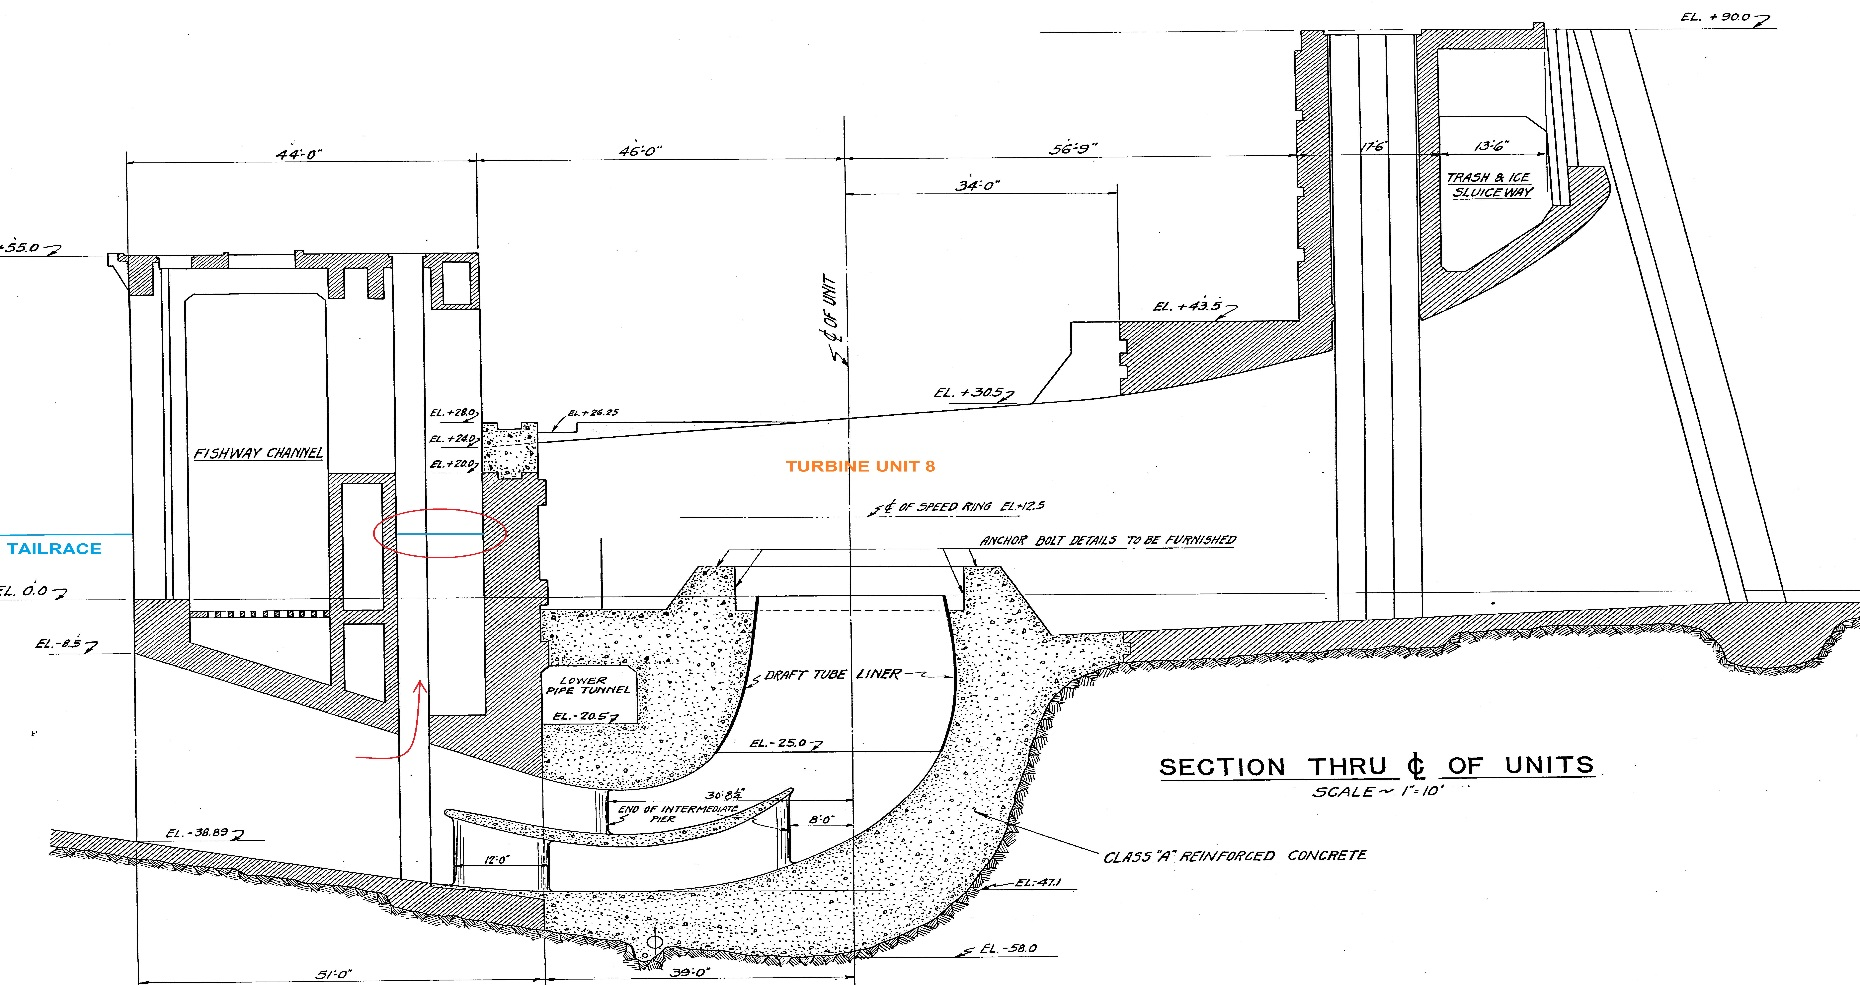 EL. +90.0
44'-0"
46'-0"
56'-9"
17'-6"
13'-6"
TRASH & ICE
SLUICEWAY
34'-0"
+55.0
℄ OF UNIT
EL. +43.5
EL. +30.5
EL. +28.0
EL. +26.25
EL. +24.0
EL. +20.0
FISHWAY CHANNEL
TURBINE UNIT 8
℄ OF SPEED RING EL.+12.5
TAILRACE
ANCHOR BOLT DETAILS TO BE FURNISHED
EL. 0.0
EL.-8.5
LOWER
PIPE TUNNEL
EL.-20.5
DRAFT TUBE LINER
EL.-25.0
SECTION THRU ℄ OF UNITS
SCALE ~ 1"=10'
END OF INTERMEDIATE
PIER
8'-0"
EL.-38.89
12'-0"
CLASS "A" REINFORCED CONCRETE
EL.-47.1
EL.-58.0
51'-0"
39'-0"